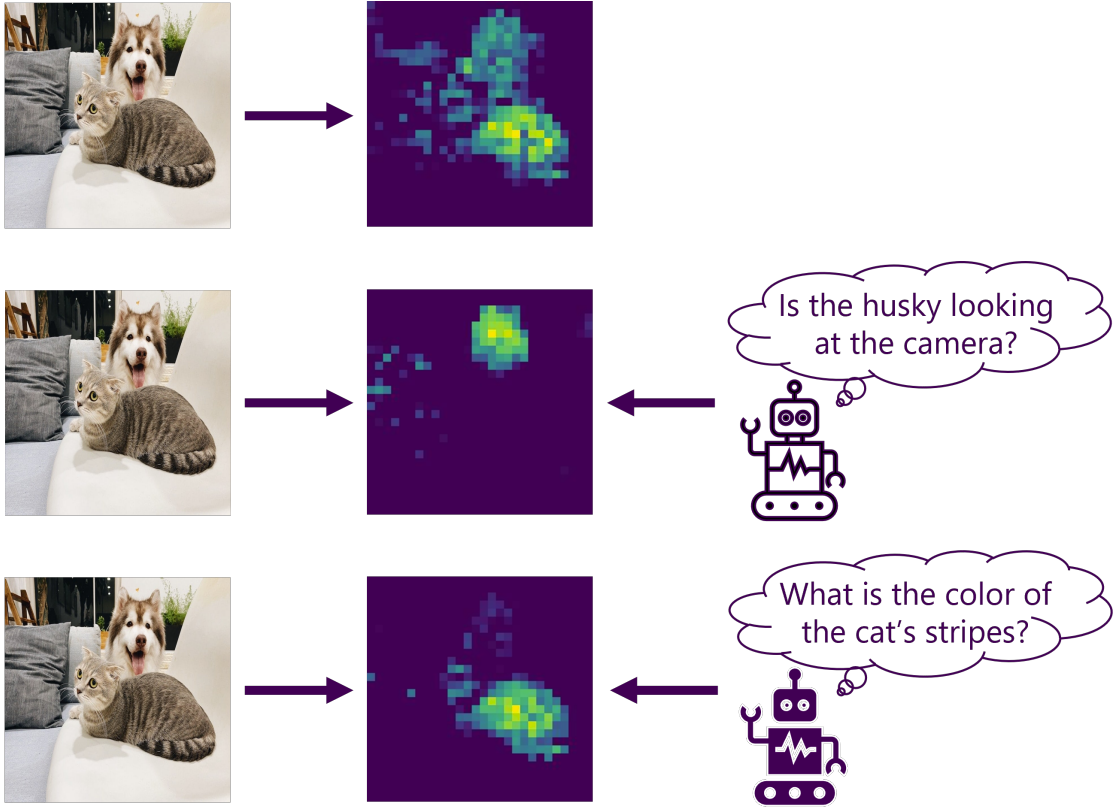 Is the husky looking
at the camera?
What is the color of
the cat's stripes?